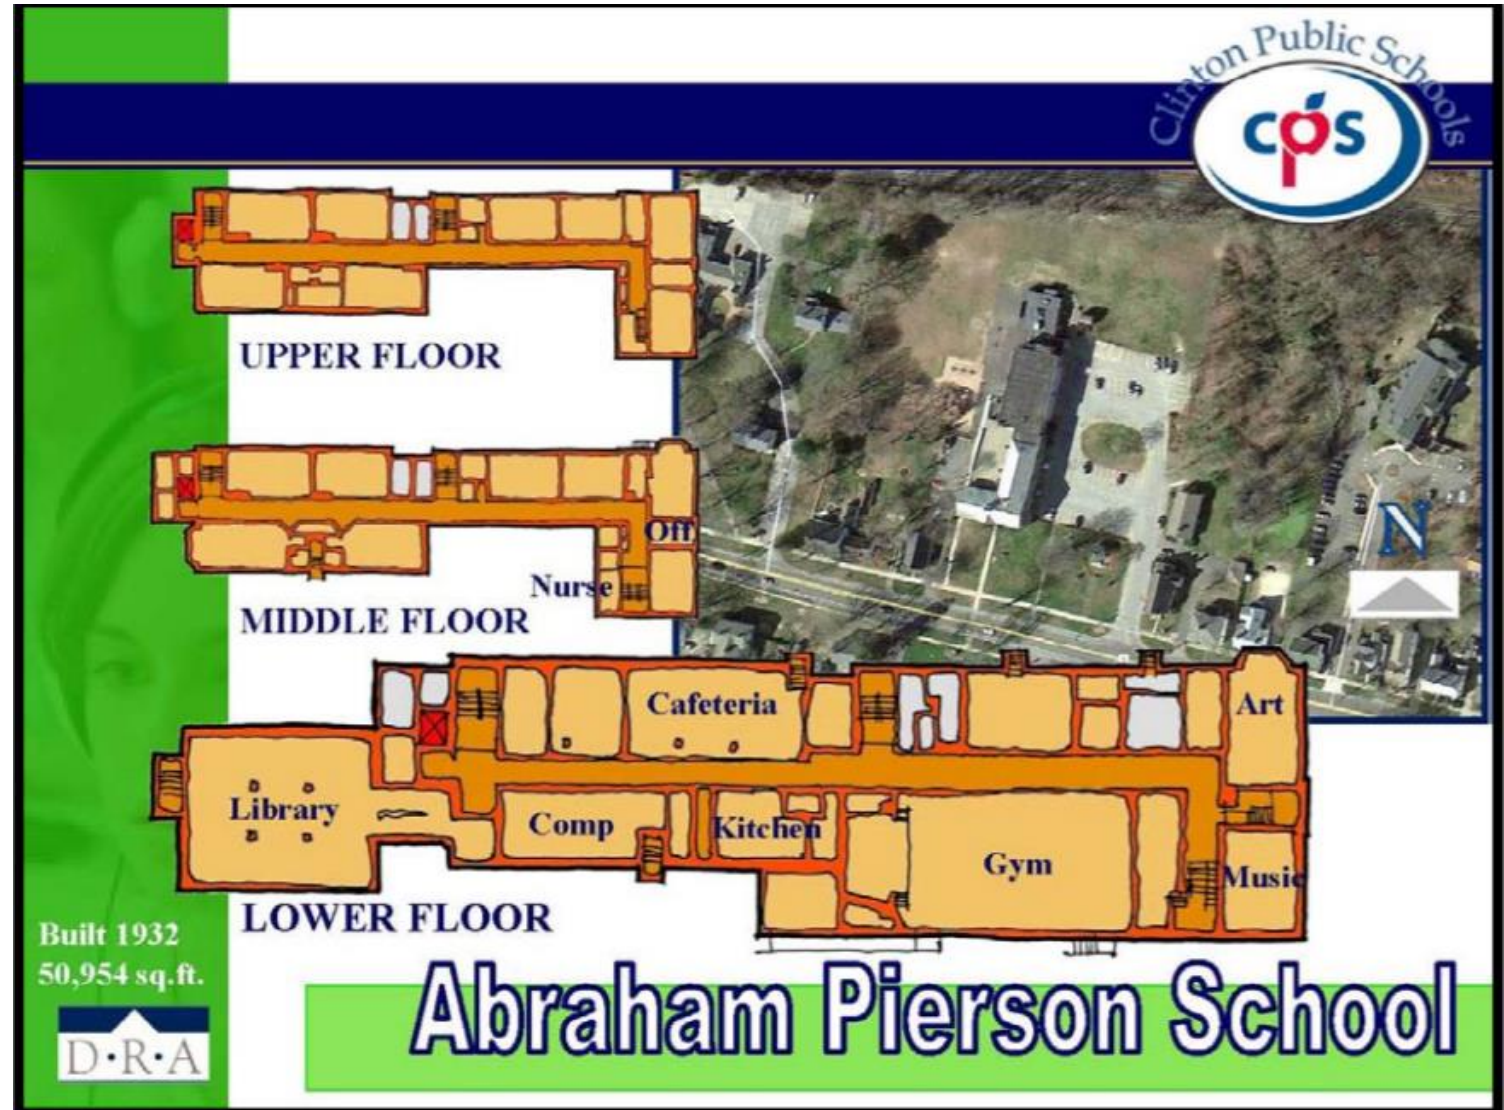 Clinton Public Schools
cps
UPPER FLOOR
Off
Nurse
MIDDLE FLOOR
N
Cafeteria
Art
Library
Comp
Kitchen
Gym
Music
LOWER FLOOR
Built 1932
50,954 sq.ft.
D·R·A
Abraham Pierson School